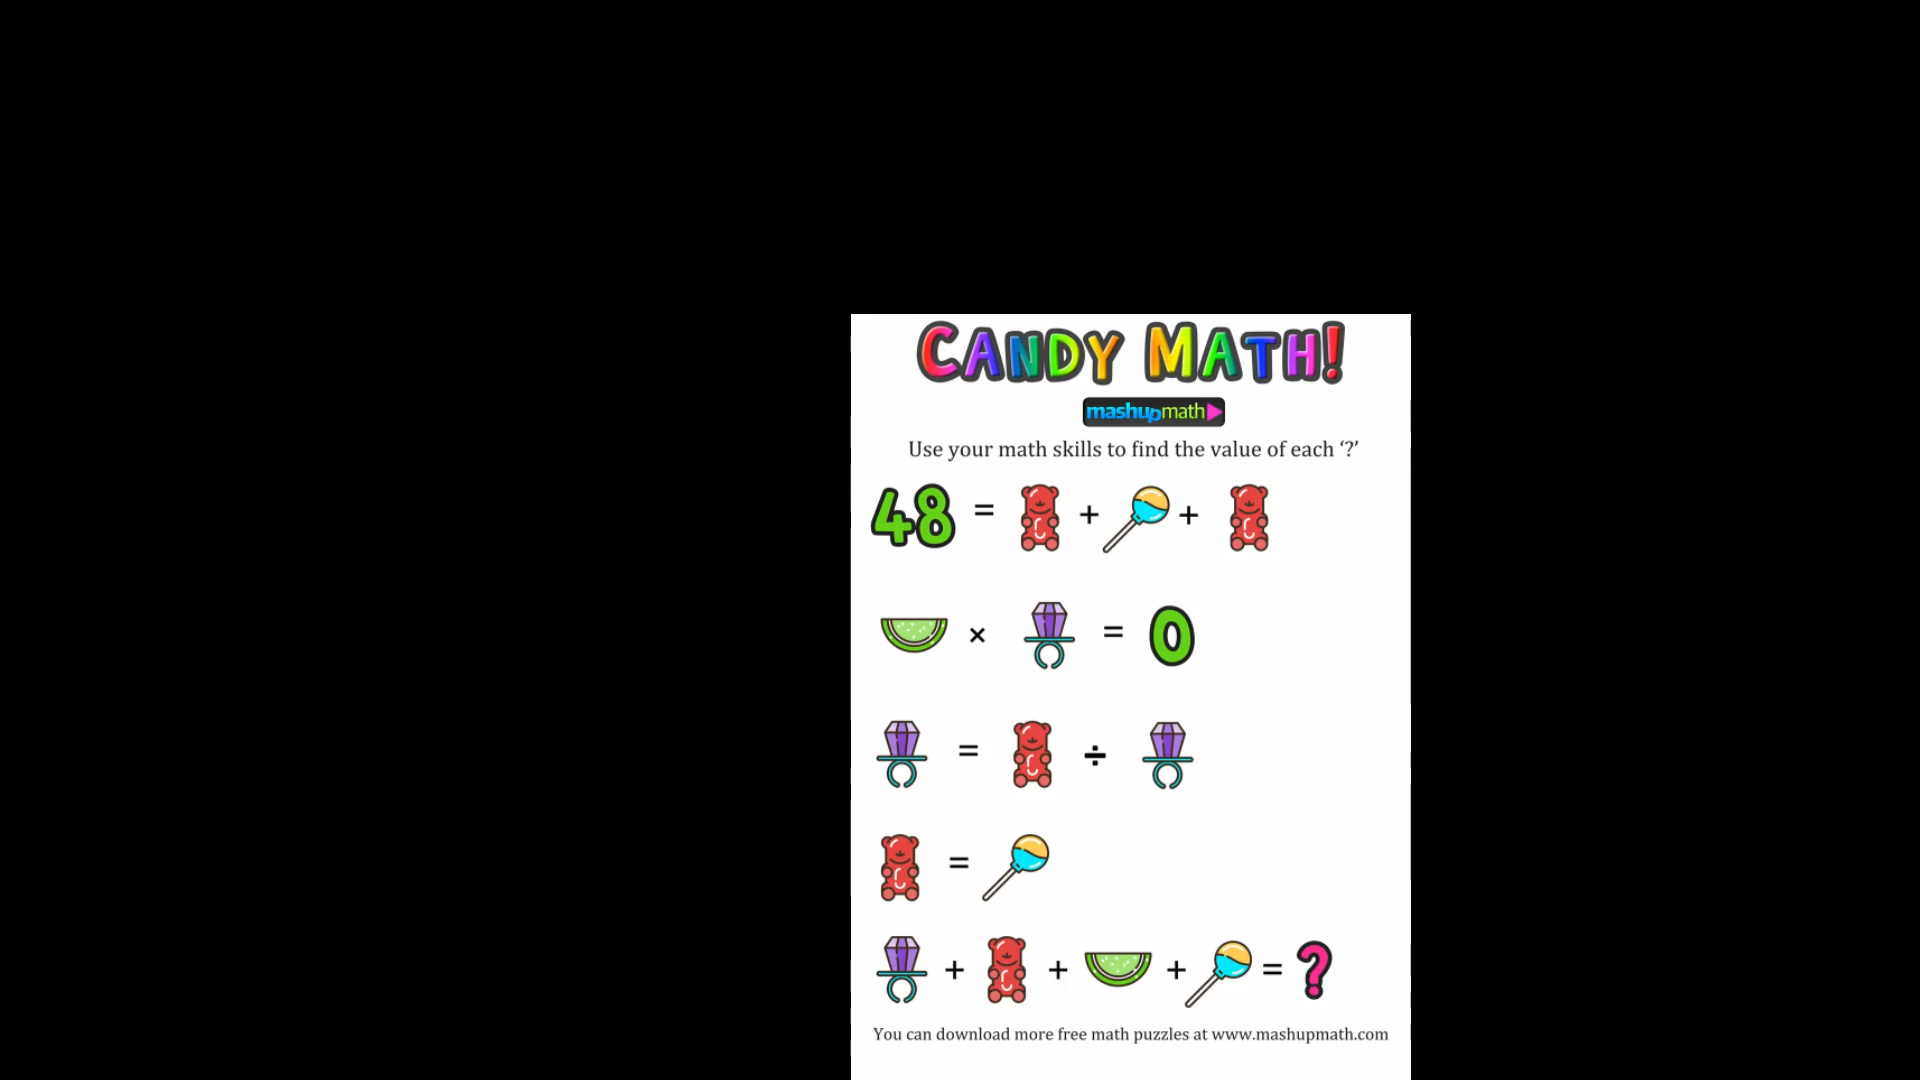 CANDY MATH!
mashupmath
Use your math skills to find the value of each ‘?’
48 = + +
× = 0
= ÷
=
+ + + = ?
You can download more free math puzzles at www.mashupmath.com